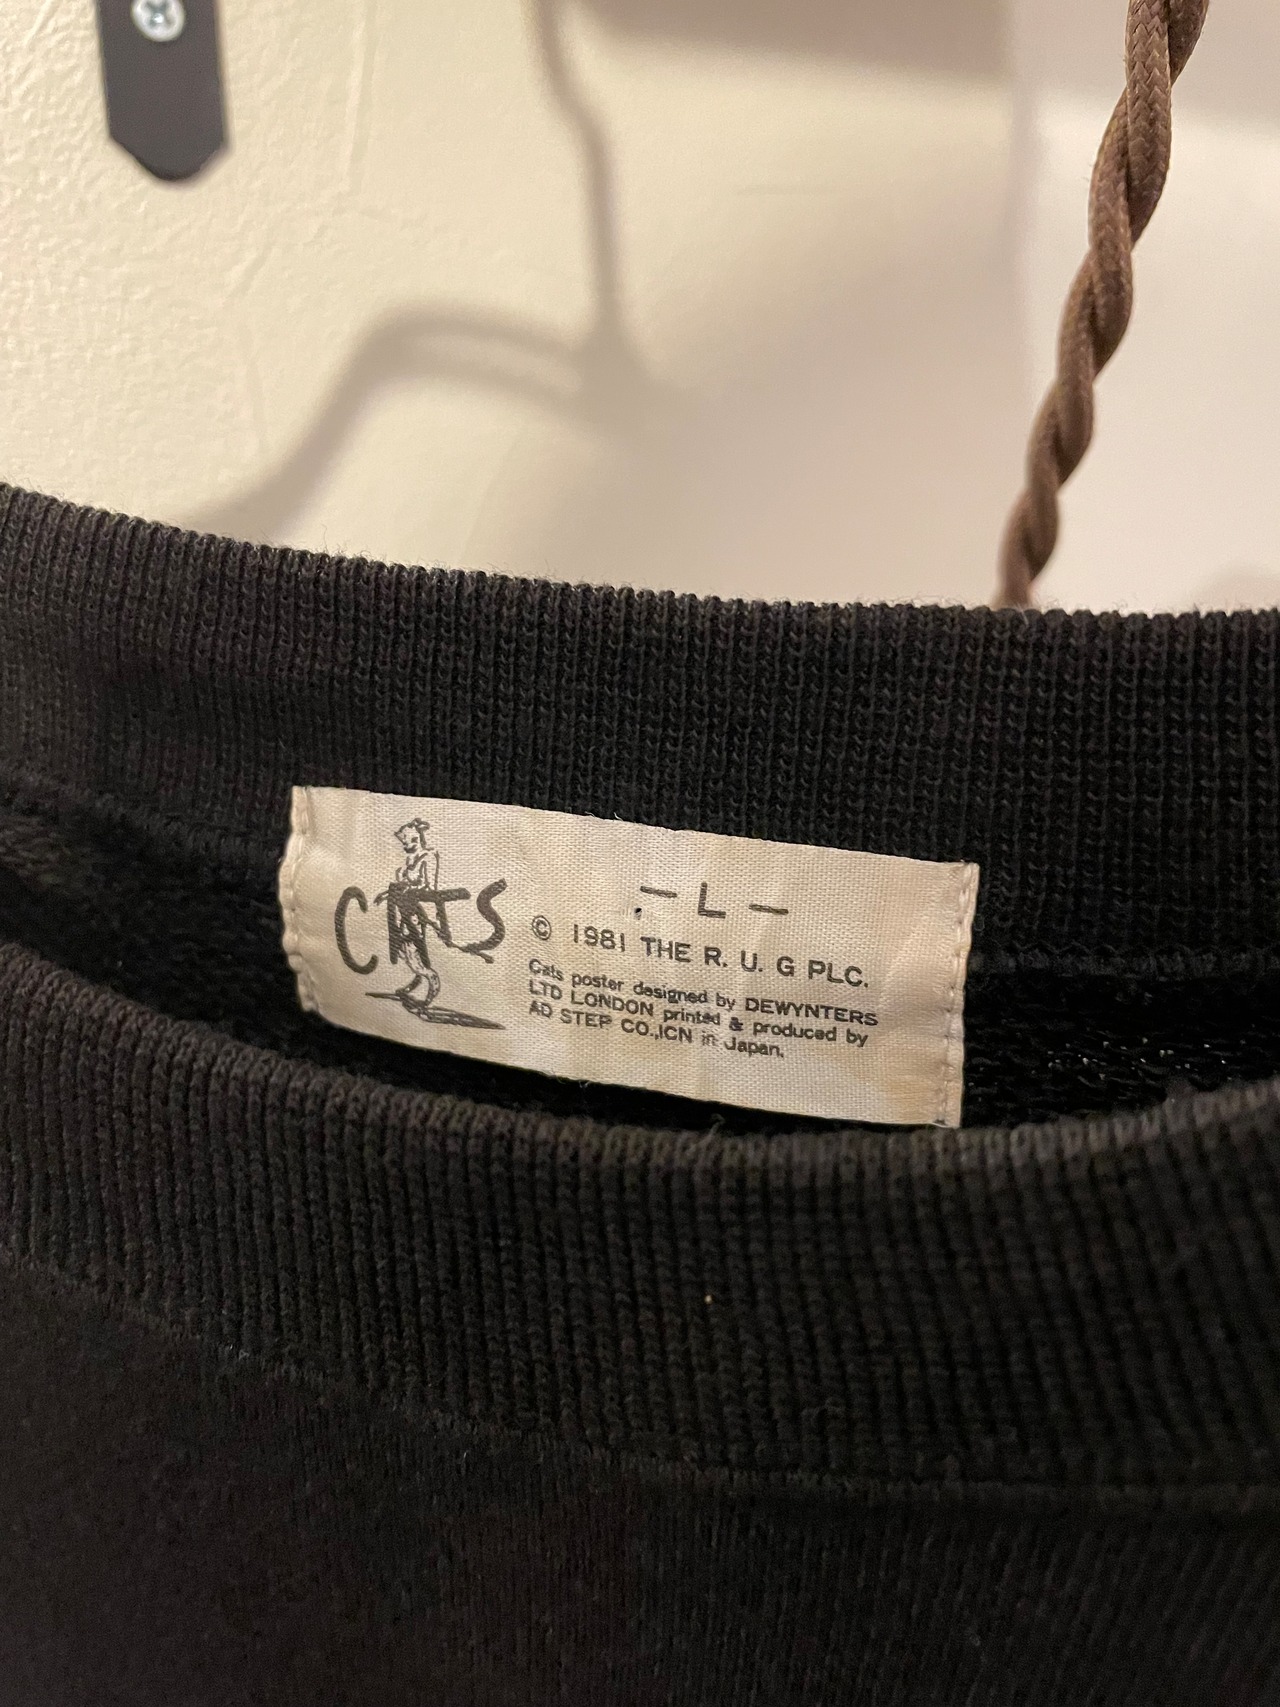 CATS
- L -
© 1981 THE R. U. G PLC.
Cats poster designed by DEWYNTERS
LTD LONDON printed & produced by
AD STEP CO.,ICN in Japan.